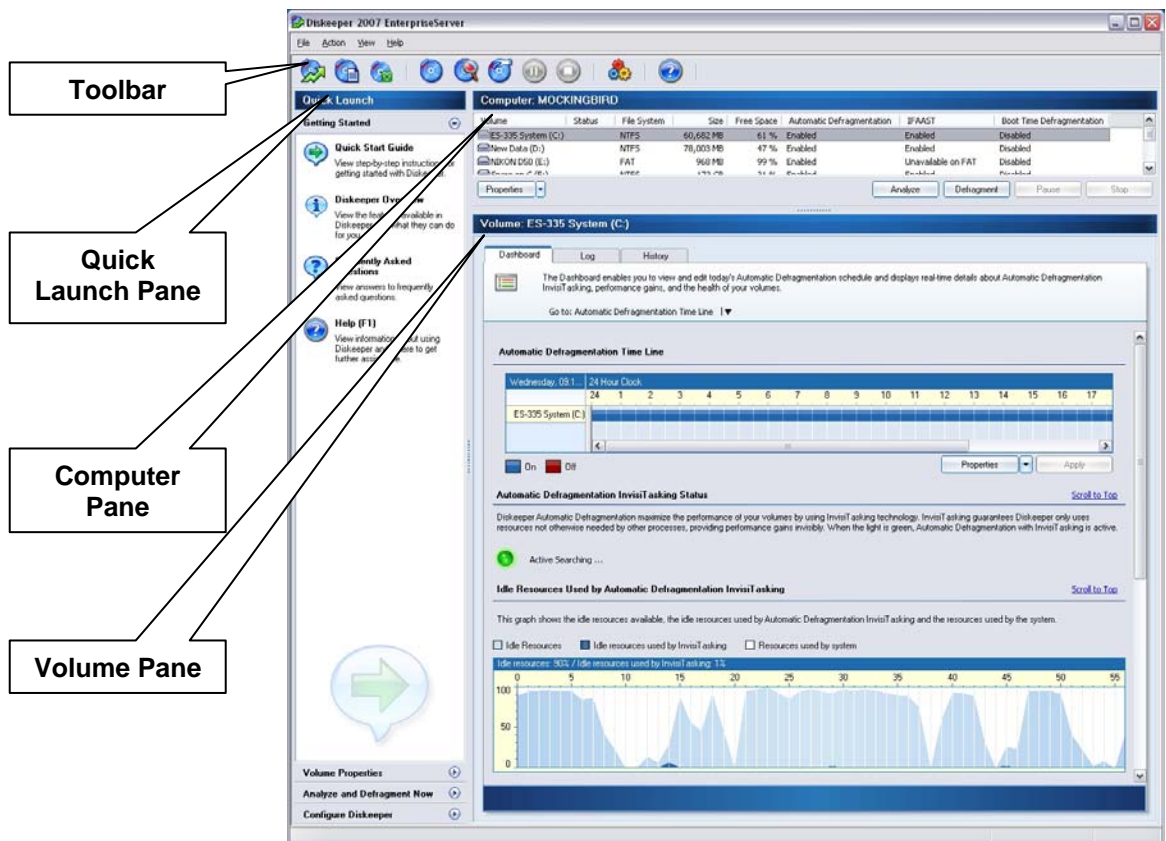 Toolbar
Quick
Launch Pane
Computer
Pane
Volume Pane
Diskeeper 2007 EnterpriseServer
File Action View Help
Quick Launch
Getting Started
Quick Start Guide
View step-by-step instructions
getting started with
Diskeeper
View the available in
Diskeeper what they can do
for you
Asked
View answers to frequently
asked questions.
Help (F1)
View using
Diskeeper to get
further
Volume Properties
Analyze and Defragment Now
Configure Diskeeper
Computer: MOCKINGBIRD
Volume Status File System Size Free Space Automatic Defragmentation IFAAST Boot Time Defragmentation
ES-335 System (C:) NTFS 60,682 MB 61 % Enabled Enabled Disabled
New Data (D:) NTFS 78,003 MB 47 % Enabled Enabled Disabled
NIKON D50 (E:) FAT 968 MB 99 % Enabled Unavailable on FAT Disabled
Properties Analyze Defragment Pause Stop
Volume: ES-335 System (C:)
Dashboard Log History
The Dashboard enables you to view and edit today's Automatic Defragmentation schedule and displays real-time details about Automatic Defragmentation
InvisiTasking, performance gains, and the health of your volumes.
Go to: Automatic Defragmentation Time Line
Automatic Defragmentation Time Line
Wednesday, 09.1... 24 Hour Clock
24 1 2 3 4 5 6 7 8 9 10 11 12 13 14 15 16 17
ES-335 System (C:
On Off Properties Apply
Automatic Defragmentation InvisiTasking Status Scroll to Top
Diskeeper Automatic Defragmentation maximize the performance of your volumes by using InvisiTasking technology. InvisiTasking guarantees Diskeeper only uses
resources not otherwise needed by other processes, providing performance gains invisibly. When the light is green, Automatic Defragmentation with InvisiTasking is active.
Active Searching ...
Idle Resources Used by Automatic Defragmentation InvisiTasking Scroll to Top
This graph shows the idle resources available, the idle resources used by Automatic Defragmentation InvisiTasking and the resources used by the system.
Idle Resources Idle resources used by InvisiTasking Resources used by system
Idle resources: 90% / Idle resources used by InvisiTasking: 1%
0 5 10 15 20 25 30 35 40 45 50 55
100
50
0